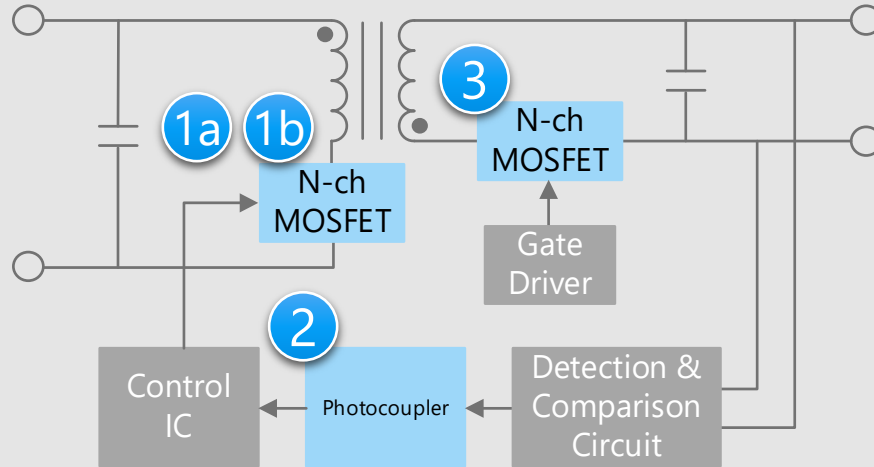 1a
1b
3
N-ch
MOSFET
N-ch
MOSFET
Gate
Driver
2
Control
IC
Photocoupler
Detection &
Comparison
Circuit